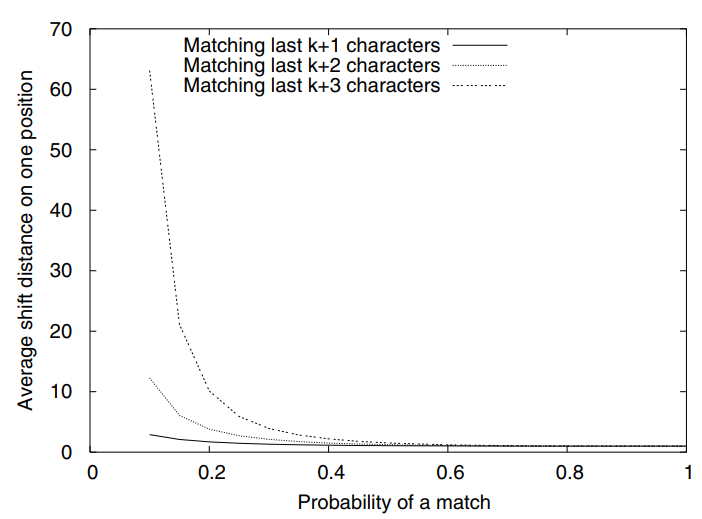 70
60
50
40
30
20
10
0
Average shift distance on one position
Matching last k+1 characters
Matching last k+2 characters
Matching last k+3 characters
0 0.2 0.4 0.6 0.8 1
Probability of a match